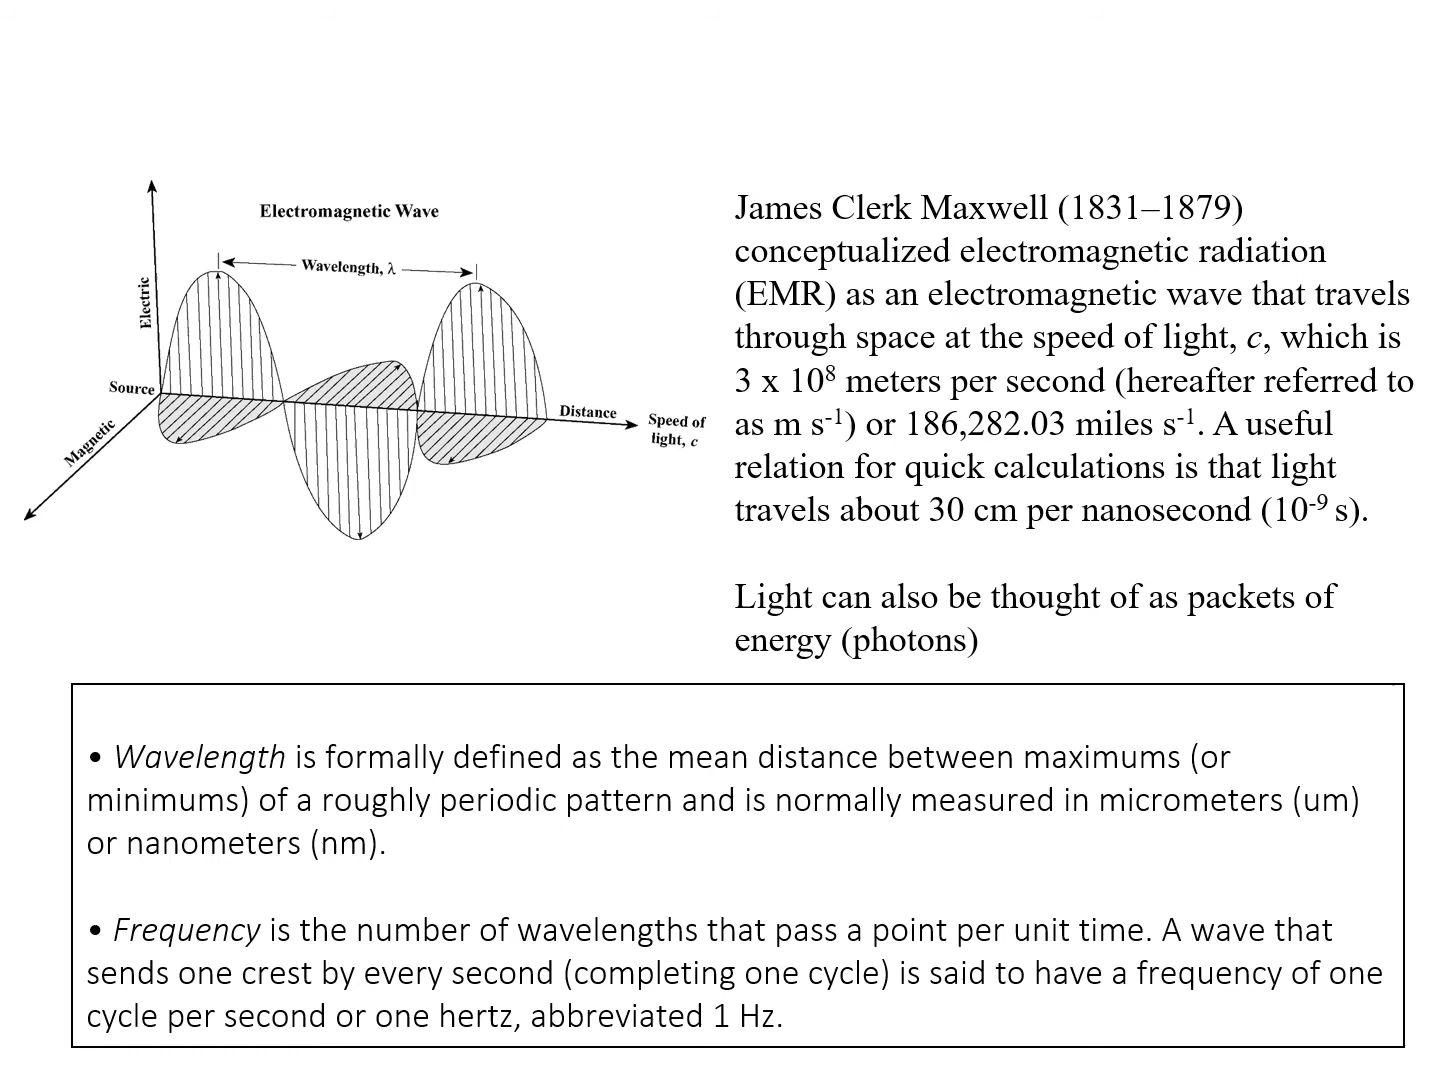 Electromagnetic Wave
Wavelength, λ
Electric
Source
Magnetic
Distance
Speed of
light, c
James Clerk Maxwell (1831–1879)
conceptualized electromagnetic radiation
(EMR) as an electromagnetic wave that travels
through space at the speed of light, c, which is
3 x 10⁸ meters per second (hereafter referred to
as m s⁻¹) or 186,282.03 miles s⁻¹. A useful
relation for quick calculations is that light
travels about 30 cm per nanosecond (10⁻⁹ s).
Light can also be thought of as packets of
energy (photons)
• Wavelength is formally defined as the mean distance between maximums (or
minimums) of a roughly periodic pattern and is normally measured in micrometers (um)
or nanometers (nm).
• Frequency is the number of wavelengths that pass a point per unit time. A wave that
sends one crest by every second (completing one cycle) is said to have a frequency of one
cycle per second or one hertz, abbreviated 1 Hz.